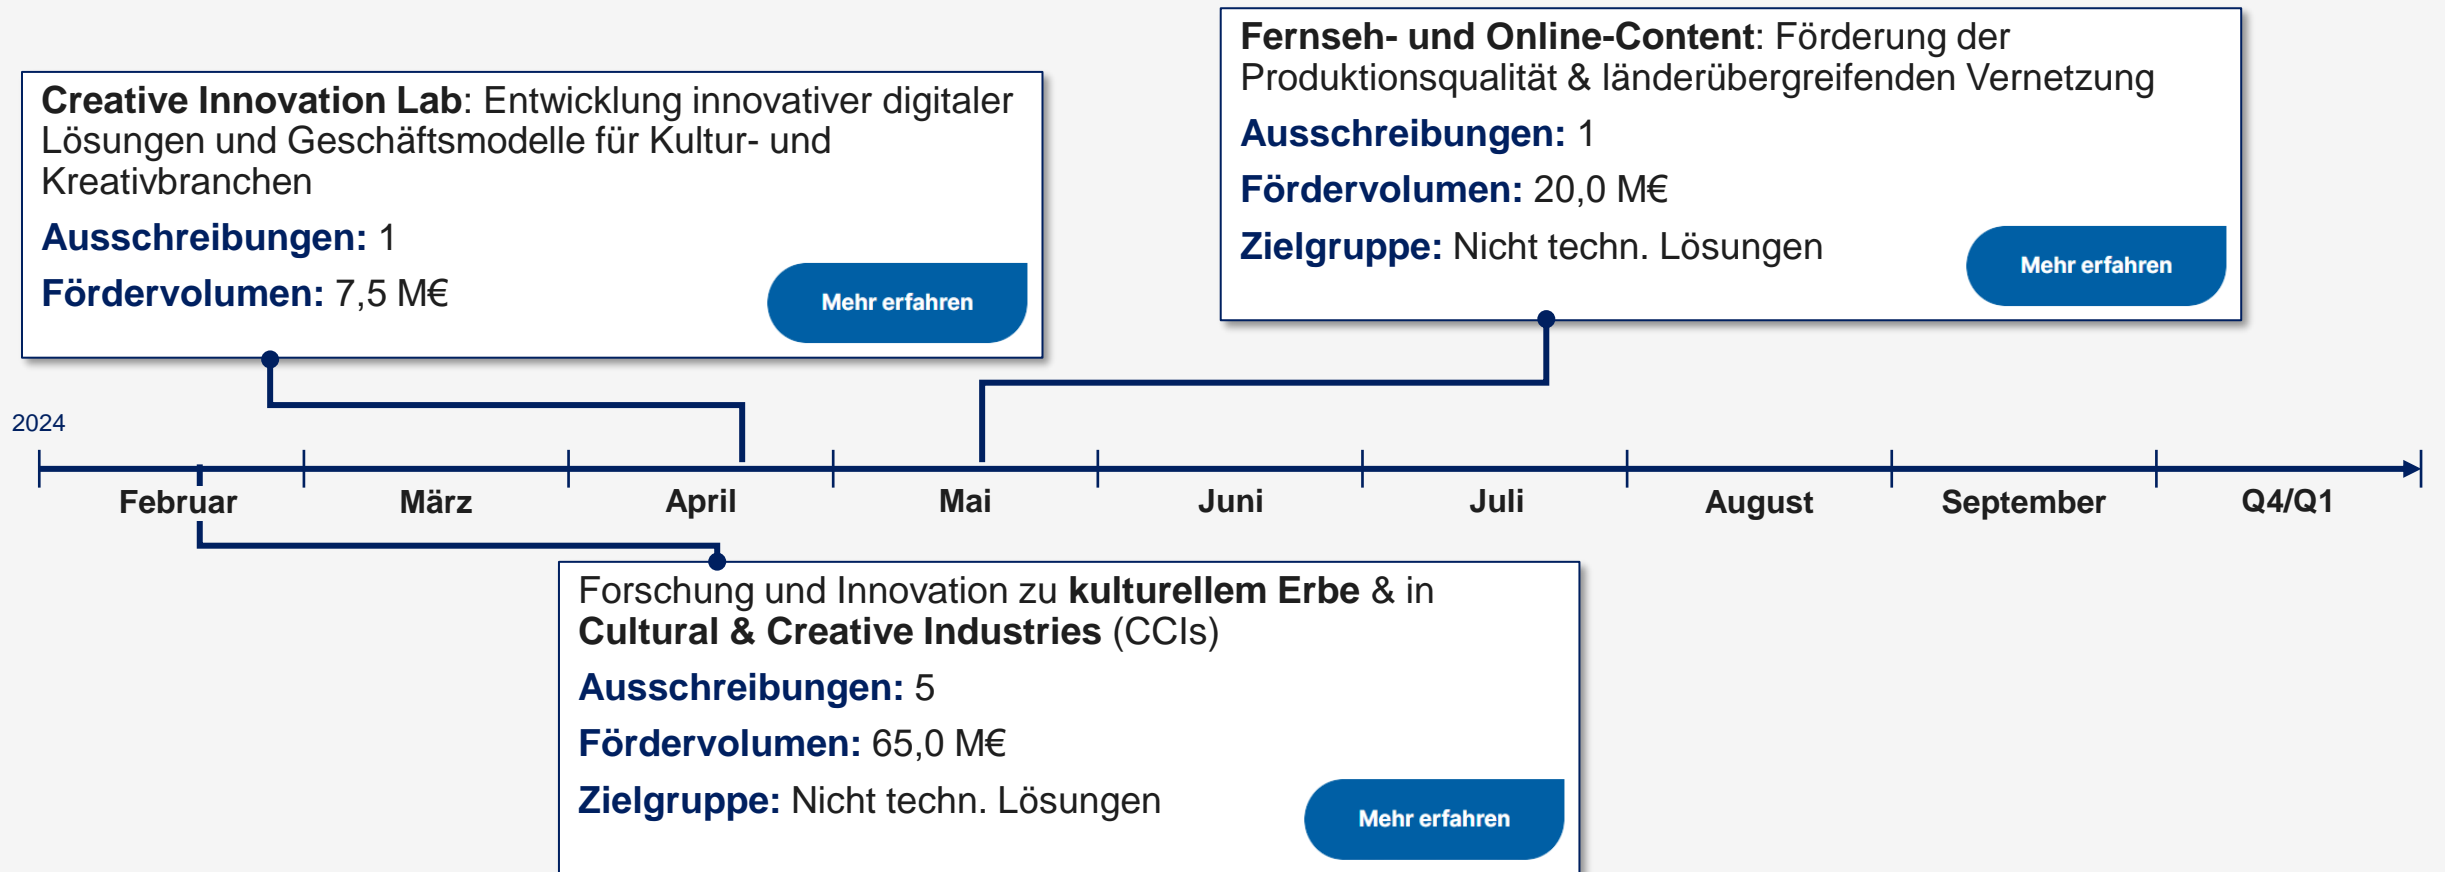 Creative Innovation Lab: Entwicklung innovativer digitaler
Lösungen und Geschäftsmodelle für Kultur- und
Kreativbranchen
Ausschreibungen: 1
Fördervolumen: 7,5 M€
Mehr erfahren
Fernseh- und Online-Content: Förderung der
Produktionsqualität & länderübergreifenden Vernetzung
Ausschreibungen: 1
Fördervolumen: 20,0 M€
Zielgruppe: Nicht techn. Lösungen
Mehr erfahren
2024
Februar
März
April
Mai
Juni
Juli
August
September
Q4/Q1
Forschung und Innovation zu kulturellem Erbe & in
Cultural & Creative Industries (CCIs)
Ausschreibungen: 5
Fördervolumen: 65,0 M€
Zielgruppe: Nicht techn. Lösungen
Mehr erfahren